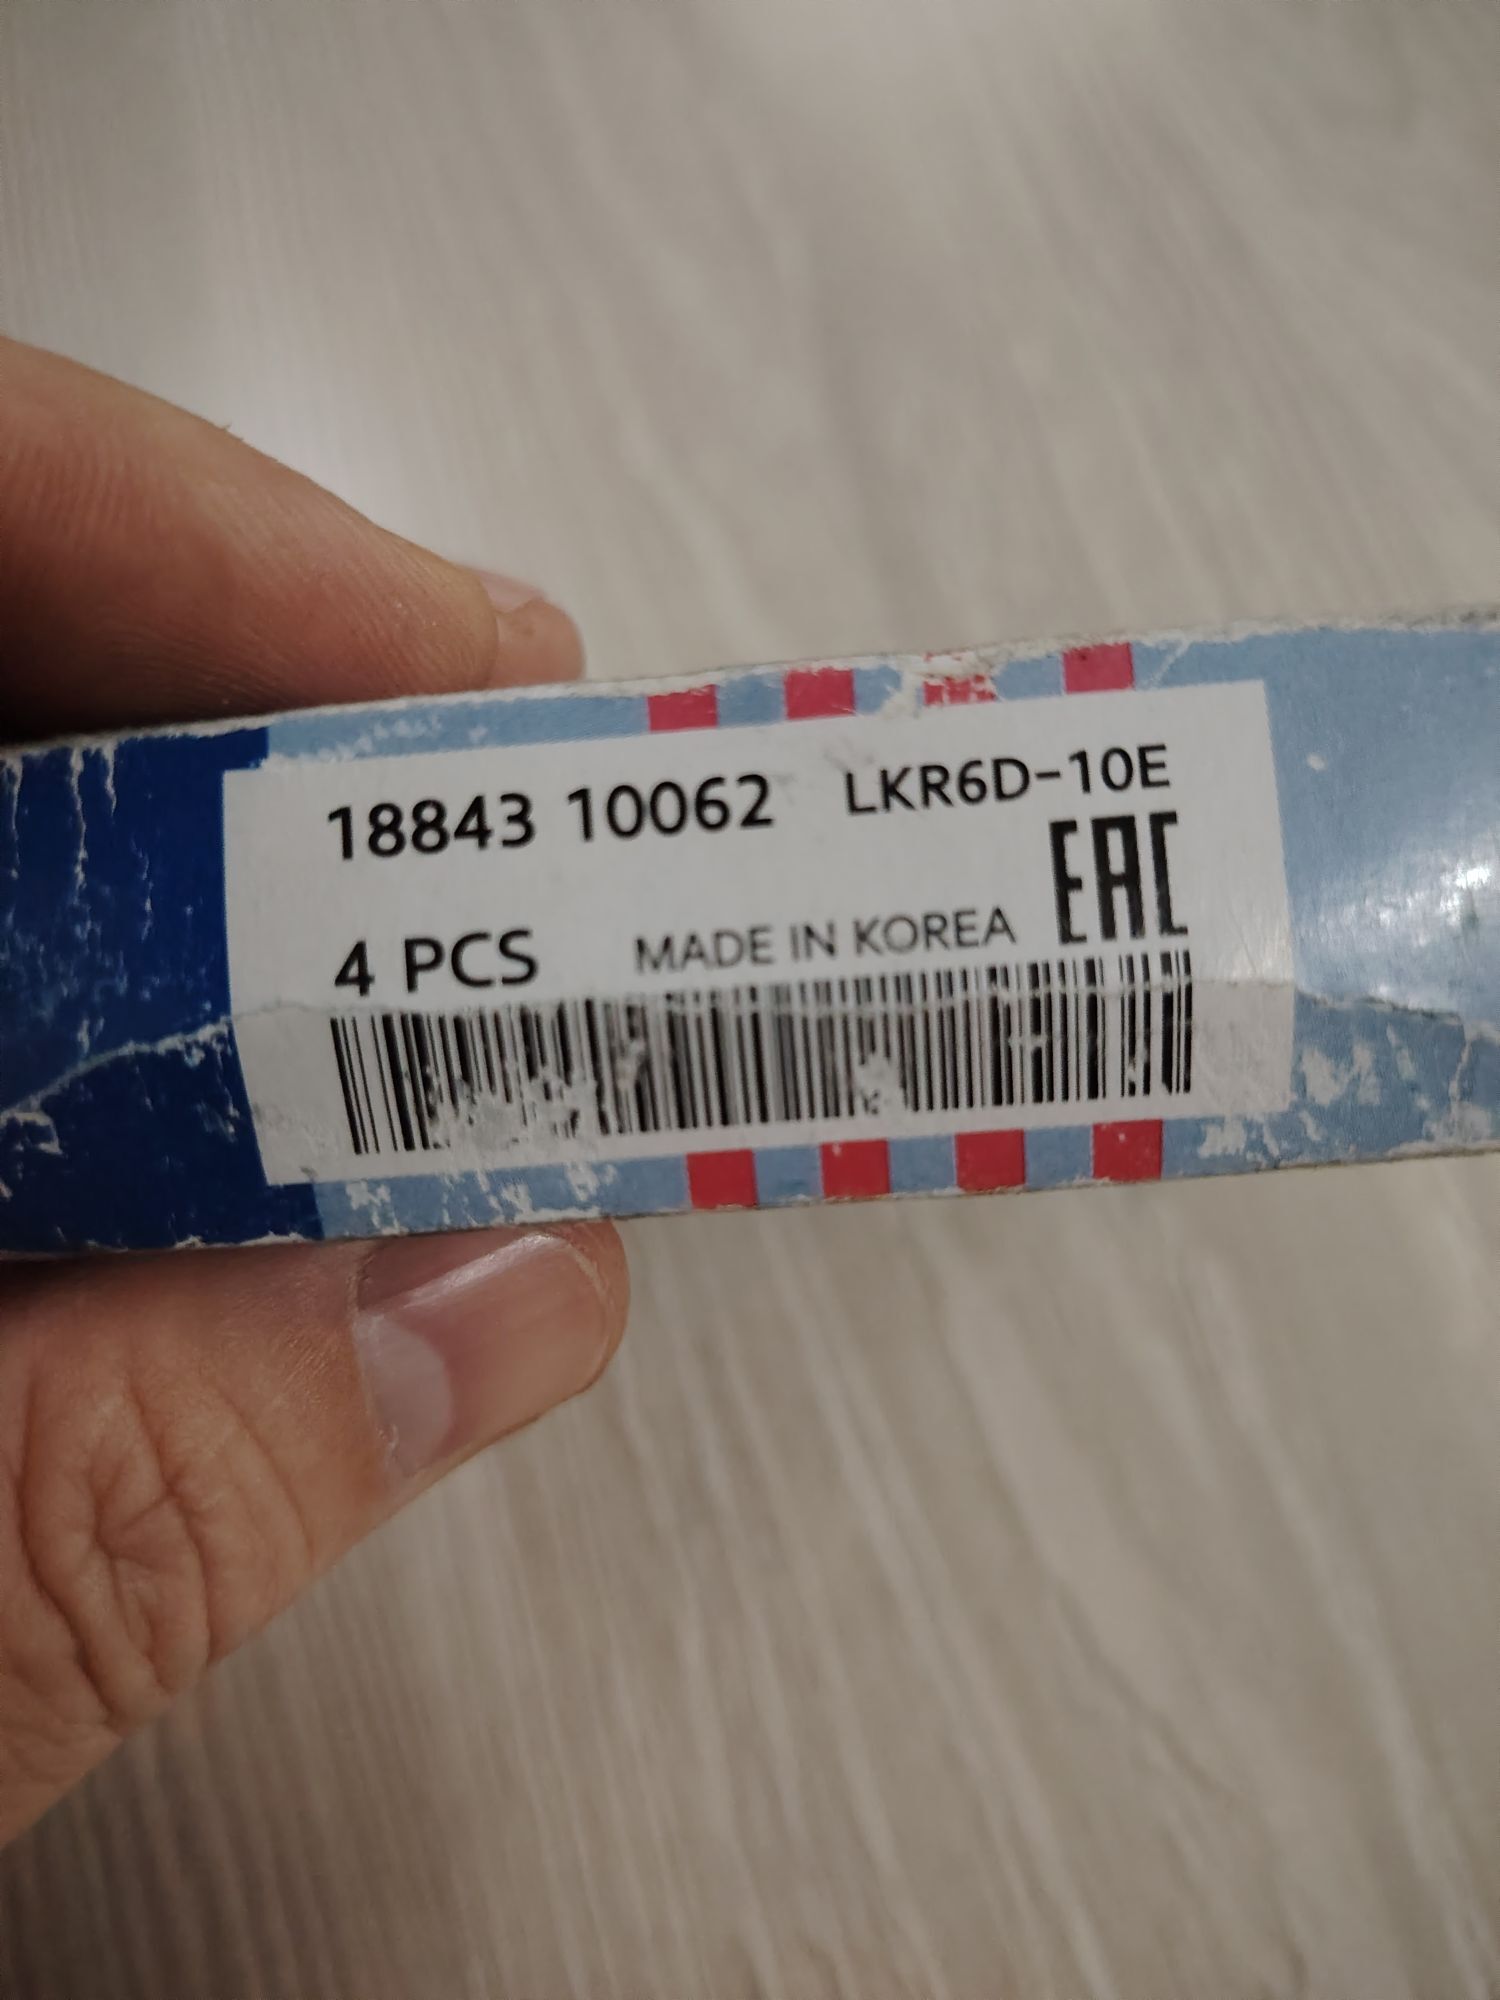 18843 10062 LKR6D-10E
EAC
4 PCS MADE IN KOREA